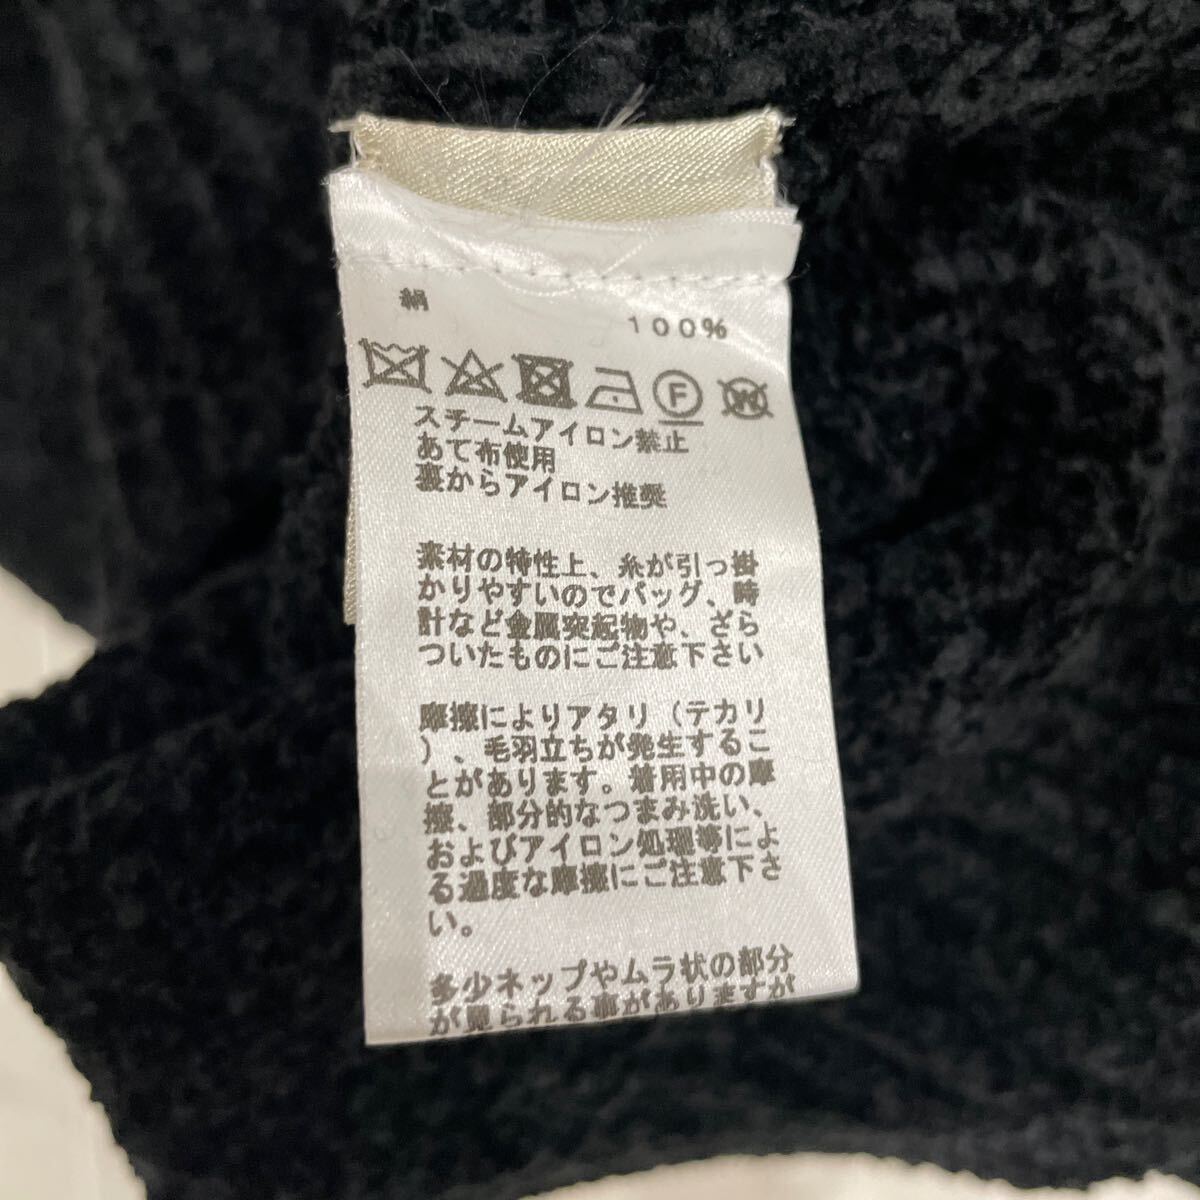 絹
100%
F W
スチームアイロン禁止
あて布使用
裏からアイロン推奨
素材の特性上、糸が引っ掛
かりやすいのでバッグ、時
計など金属突起物や、ざら
ついたものにご注意下さい
摩擦によりアタリ（テカリ
）、毛羽立ちが発生するこ
とがあります。着用中の摩
擦、部分的なつまみ洗い、
およびアイロン処理等によ
る過度な摩擦にご注意下さ
い。
多少ネップやムラ状の部分
が見られる事がありますが